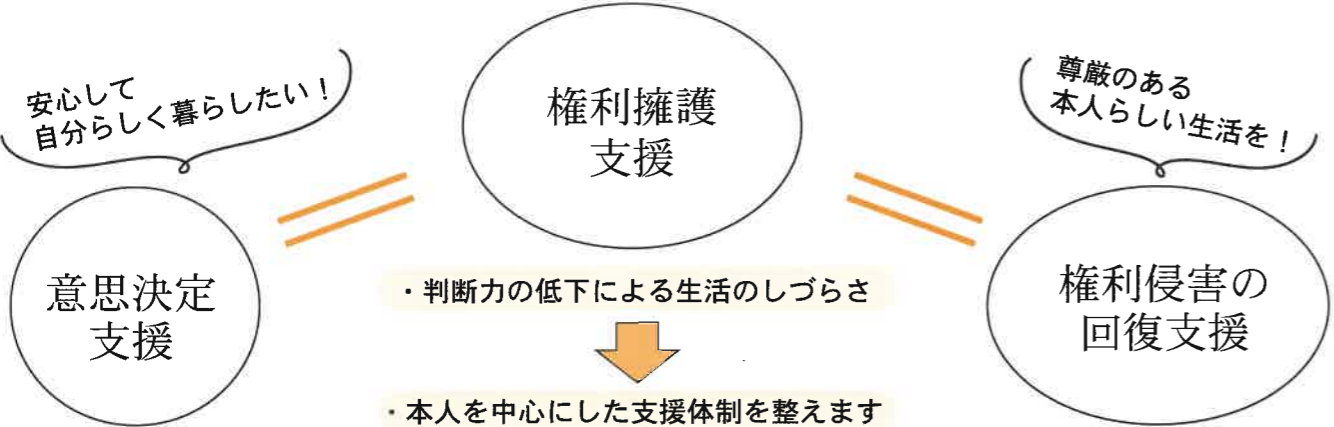 安心して
自分らしく暮らしたい！
権利擁護
支援
尊厳のある
本人らしい生活を！
意思決定
支援
・判断力の低下による生活のしづらさ
・本人を中心にした支援体制を整えます
権利侵害の
回復支援